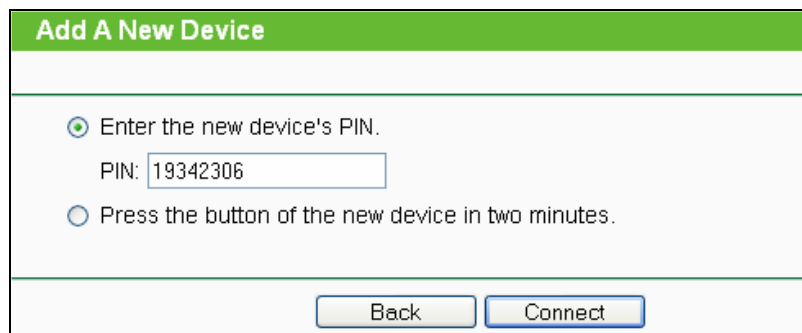 Add A New Device
Enter the new device's PIN.
PIN: 19342306
Press the button of the new device in two minutes.
Back Connect